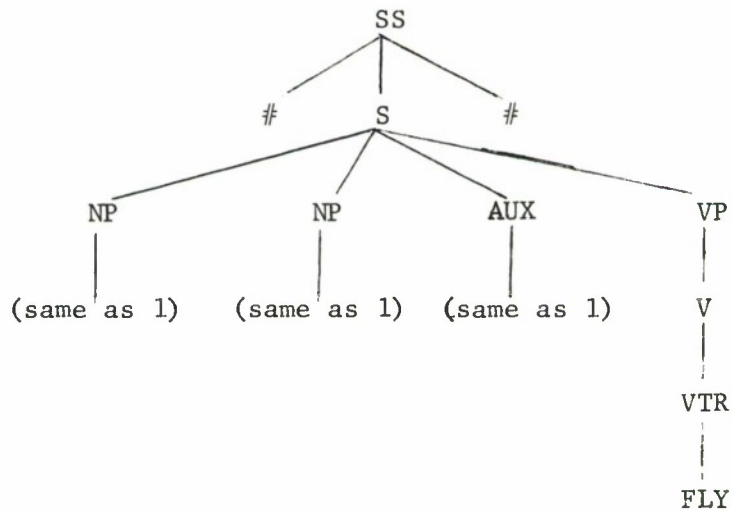 SS
# S #
NP NP AUX VP
(same as 1) (same as 1) (same as 1) V
VTR
FLY